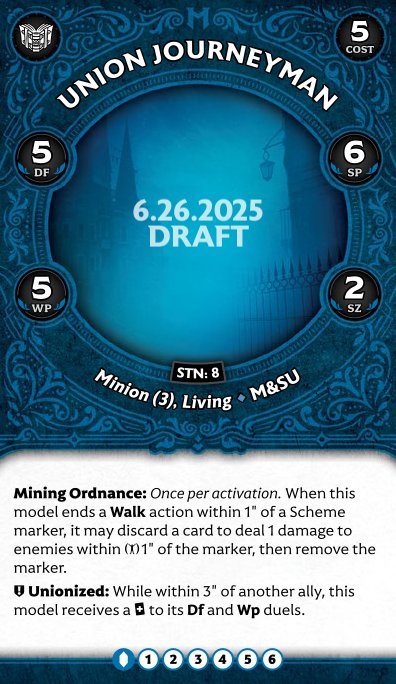 5
COST
UNION JOURNEYMAN
5
DF
6
SP
6.26.2025
DRAFT
5
WP
2
SZ
STN: 8
Minion (3), Living ⬥ M&SU
Mining Ordnance: Once per activation. When this
model ends a Walk action within 1" of a Scheme
marker, it may discard a card to deal 1 damage to
enemies within 1" of the marker, then remove the
marker.
Unionized: While within 3" of another ally, this
model receives a + to its Df and Wp duels.
1 2 3 4 5 6